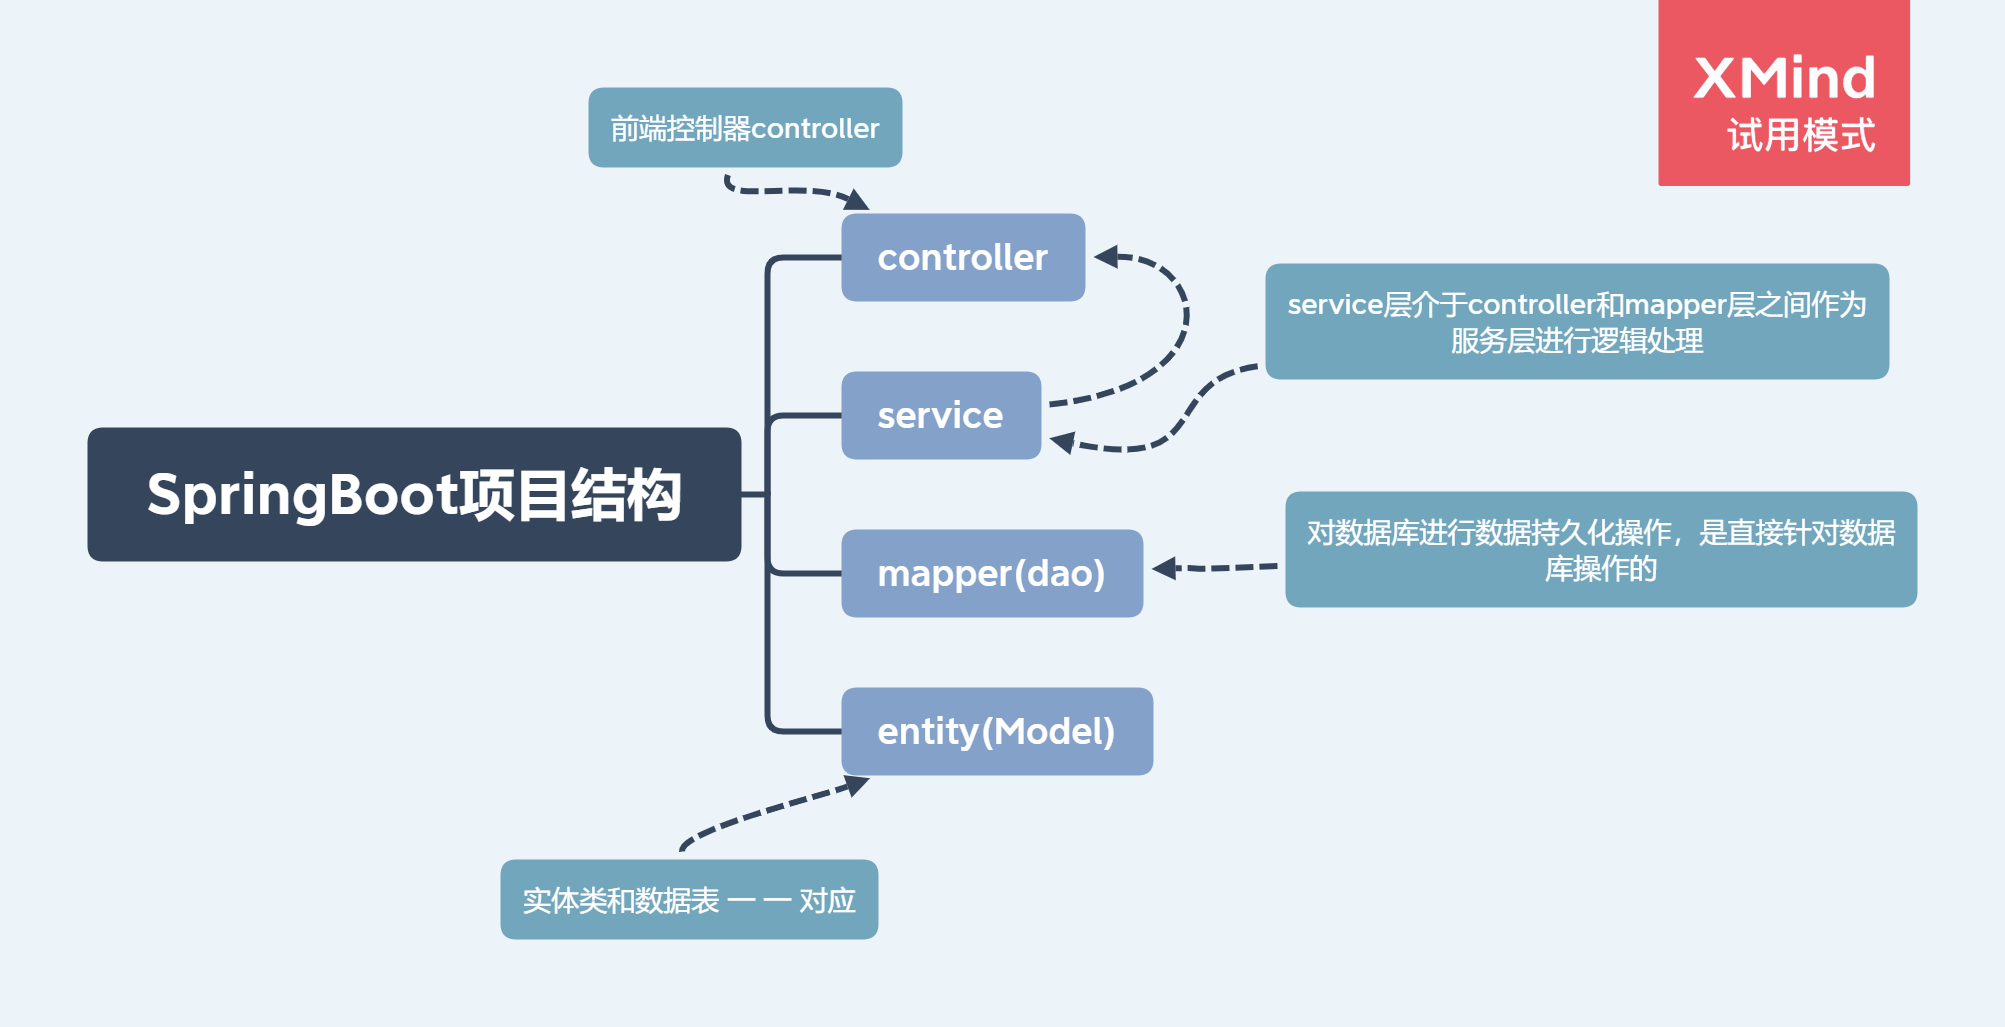 XMind
试用模式
前端控制器controller
controller
service层介于controller和mapper层之间作为
服务层进行逻辑处理
service
SpringBoot项目结构
对数据库进行数据持久化操作，是直接针对数据
库操作的
mapper(dao)
entity(Model)
实体类和数据表 一 一 对应